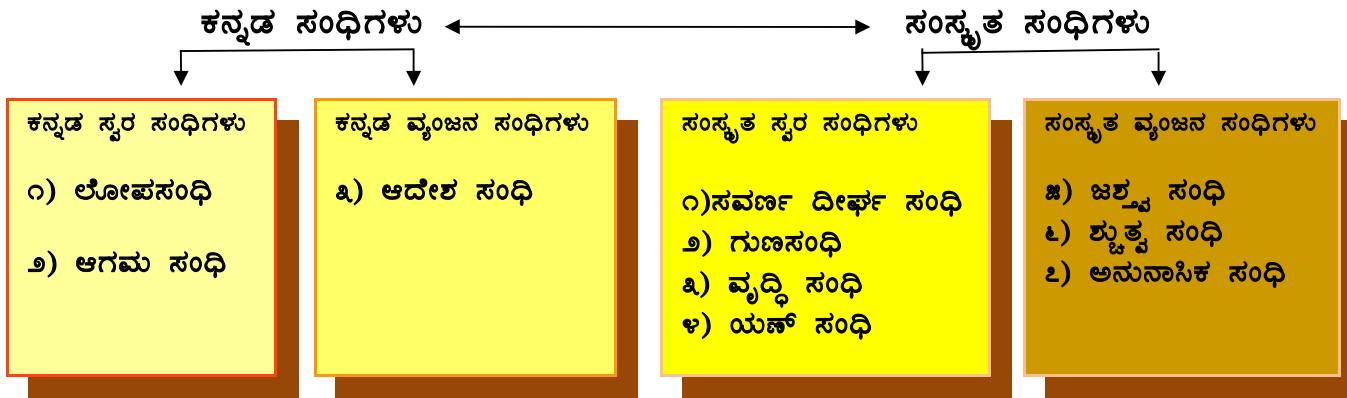 ಕನ್ನಡ ಸಂಧಿಗಳು
ಸಂಸ್ಕೃತ ಸಂಧಿಗಳು
ಕನ್ನಡ ಸ್ವರ ಸಂಧಿಗಳು
೧) ಲೋಪಸಂಧಿ
೨) ಆಗಮ ಸಂಧಿ
ಕನ್ನಡ ವ್ಯಂಜನ ಸಂಧಿಗಳು
೩) ಆದೇಶ ಸಂಧಿ
ಸಂಸ್ಕೃತ ಸ್ವರ ಸಂಧಿಗಳು
೧)ಸವರ್ಣ ದೀರ್ಘ ಸಂಧಿ
೨) ಗುಣಸಂಧಿ
೩) ವೃದ್ಧಿ ಸಂಧಿ
೪) ಯಣ್ ಸಂಧಿ
ಸಂಸ್ಕೃತ ವ್ಯಂಜನ ಸಂಧಿಗಳು
೫) ಜಶ್ತ್ವ ಸಂಧಿ
೬) ಶ್ಚುತ್ವ ಸಂಧಿ
೭) ಅನುನಾಸಿಕ ಸಂಧಿ